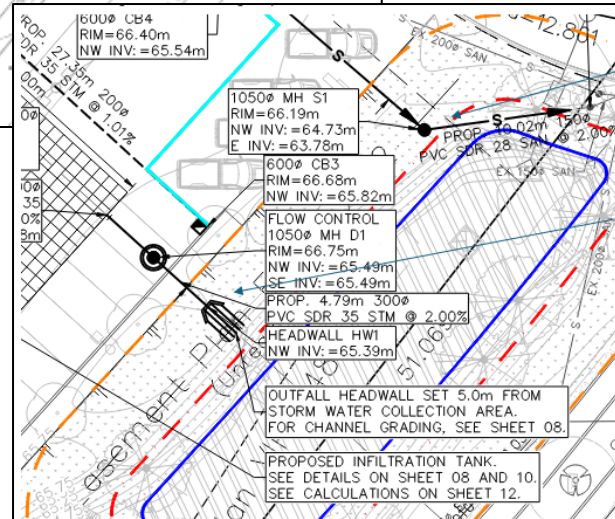 600ø CB4
RIM=66.40m
NW INV:=65.54m
PROP. 27.35m 200ø
SDR 35 STM @ 1.01%
1050ø MH S1
RIM=66.19m
NW INV:=64.73m
E INV:=63.78m
EX 200ø SAN
PVC SDR 28 SAN @ 2.00%
EX 150ø SAN
600ø CB3
RIM=66.68m
NW INV:=65.82m
FLOW CONTROL
1050ø MH D1
RIM=66.75m
NW INV:=65.49m
SE INV:=65.49m
PROP. 4.79m 300ø
PVC SDR 35 STM @ 2.00%
HEADWALL HW1
NW INV:=65.39m
EX 200ø SAN
OUTFALL HEADWALL SET 5.0m FROM
STORM WATER COLLECTION AREA.
FOR CHANNEL GRADING, SEE SHEET 08.
PROPOSED INFILTRATION TANK.
SEE DETAILS ON SHEET 08 AND 10.
SEE CALCULATIONS ON SHEET 12.